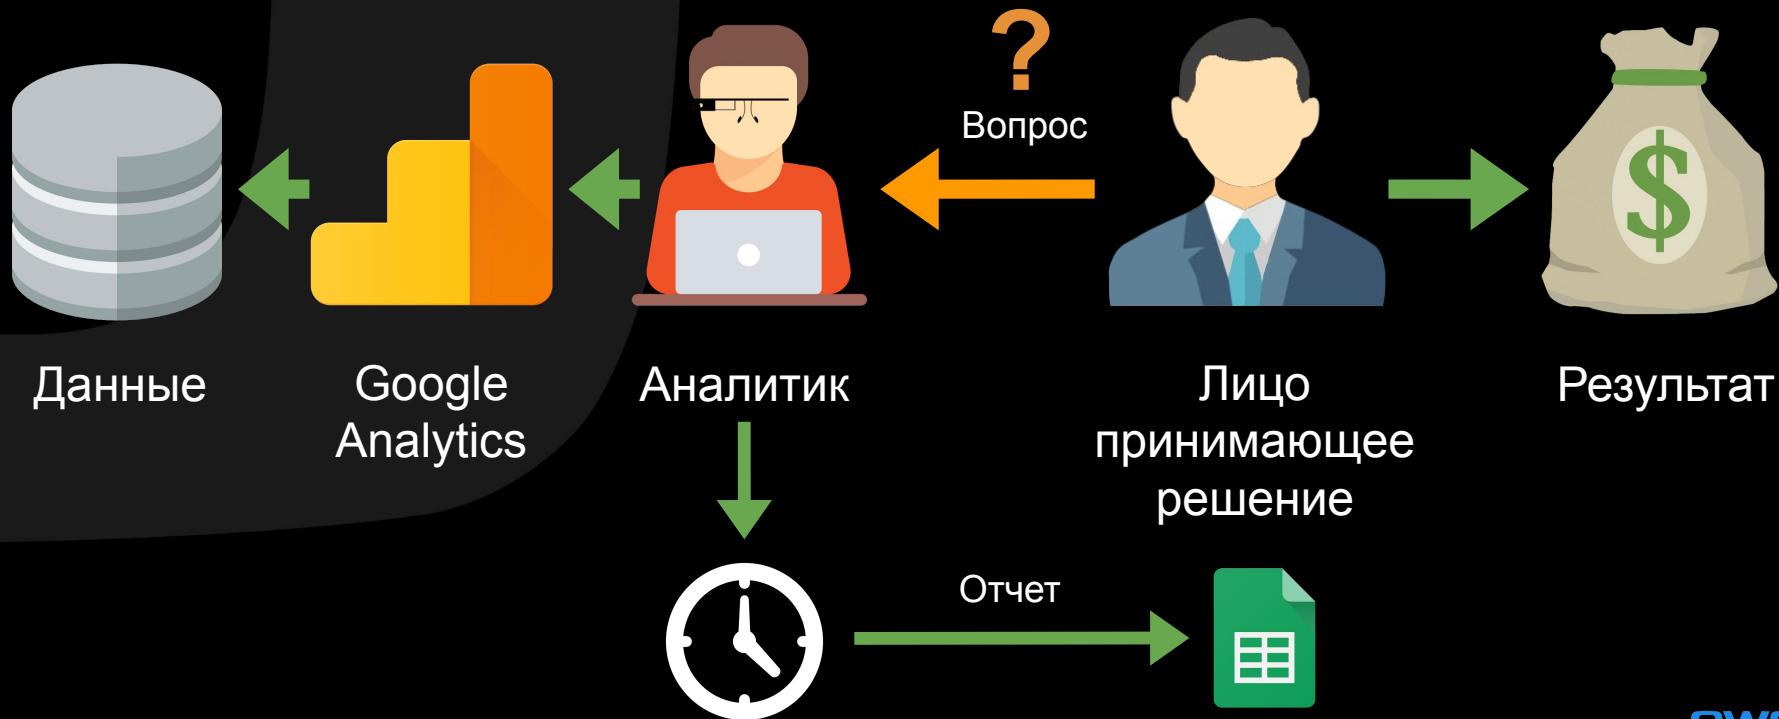 ?
Вопрос
Данные
Google
Analytics
Аналитик
Лицо
принимающее
решение
Результат
$
Отчет